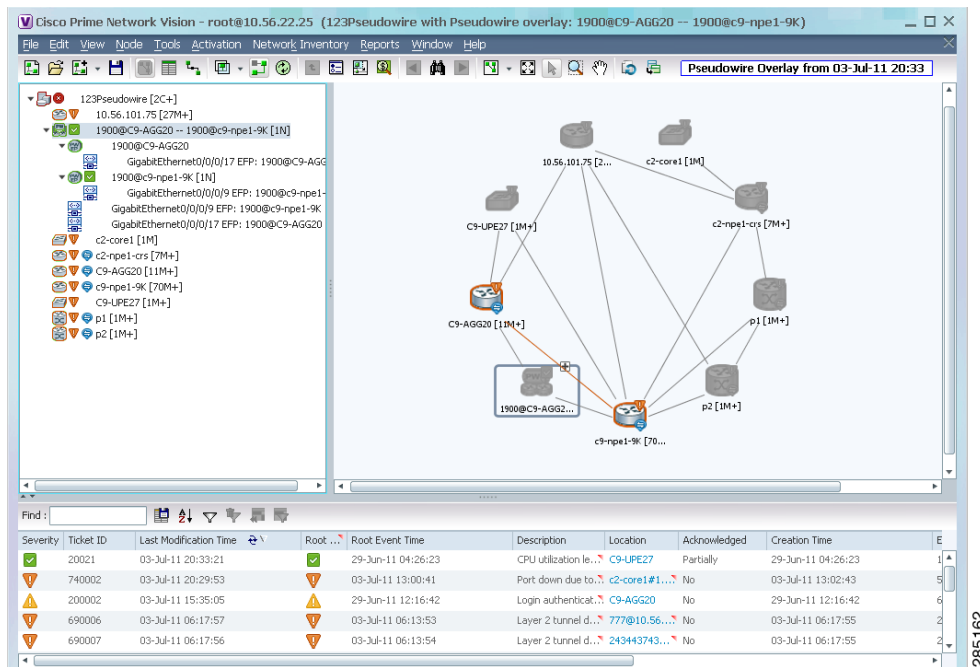 Cisco Prime Network Vision - root@10.56.22.25 (123Pseudowire with Pseudowire overlay: 1900@C9-AGG20 -- 1900@c9-npe1-9K)
File Edit View Node Tools Activation Network Inventory Reports Window Help
Pseudowire Overlay from 03-Jul-11 20:33
123Pseudowire [2C+]
10.56.101.75 [27M+]
1900@C9-AGG20 -- 1900@c9-npe1-9K [1N]
1900@C9-AGG20
GigabitEthernet0/0/0/17 EFP: 1900@C9-AGG
1900@c9-npe1-9K [1N]
GigabitEthernet0/0/0/9 EFP: 1900@c9-npe1-
GigabitEthernet0/0/0/9 EFP: 1900@c9-npe1-9K
GigabitEthernet0/0/0/17 EFP: 1900@C9-AGG20
c2-core1 [1M]
c2-npe1-crs [7M+]
C9-AGG20 [11M+]
c9-npe1-9K [70M+]
C9-UPE27 [1M+]
p1 [1M+]
p2 [1M+]
10.56.101.75 [2...
c2-core1 [1M]
C9-UPE27 [1M+]
c2-npe1-crs [7M+]
C9-AGG20 [11M+]
p1 [1M+]
1900@C9-AGG2...
p2 [1M+]
c9-npe1-9K [70...
Find :
Severity Ticket ID Last Modification Time Root ... Root Event Time Description Location Acknowledged Creation Time E
20021 03-Jul-11 20:33:21 29-Jun-11 04:26:23 CPU utilization le... C9-UPE27 Partially 29-Jun-11 04:26:23 1
740002 03-Jul-11 20:29:53 03-Jul-11 13:00:41 Port down due to... c2-core1#1... No 03-Jul-11 13:02:43 5
200002 03-Jul-11 15:35:05 29-Jun-11 12:16:42 Login authenticat... C9-AGG20 No 29-Jun-11 12:16:42 6
690006 03-Jul-11 06:17:57 03-Jul-11 06:13:53 Layer 2 tunnel d... 777@10.56... No 03-Jul-11 06:17:55 2
690007 03-Jul-11 06:17:56 03-Jul-11 06:13:54 Layer 2 tunnel d... 243443743... No 03-Jul-11 06:17:55 2
285162